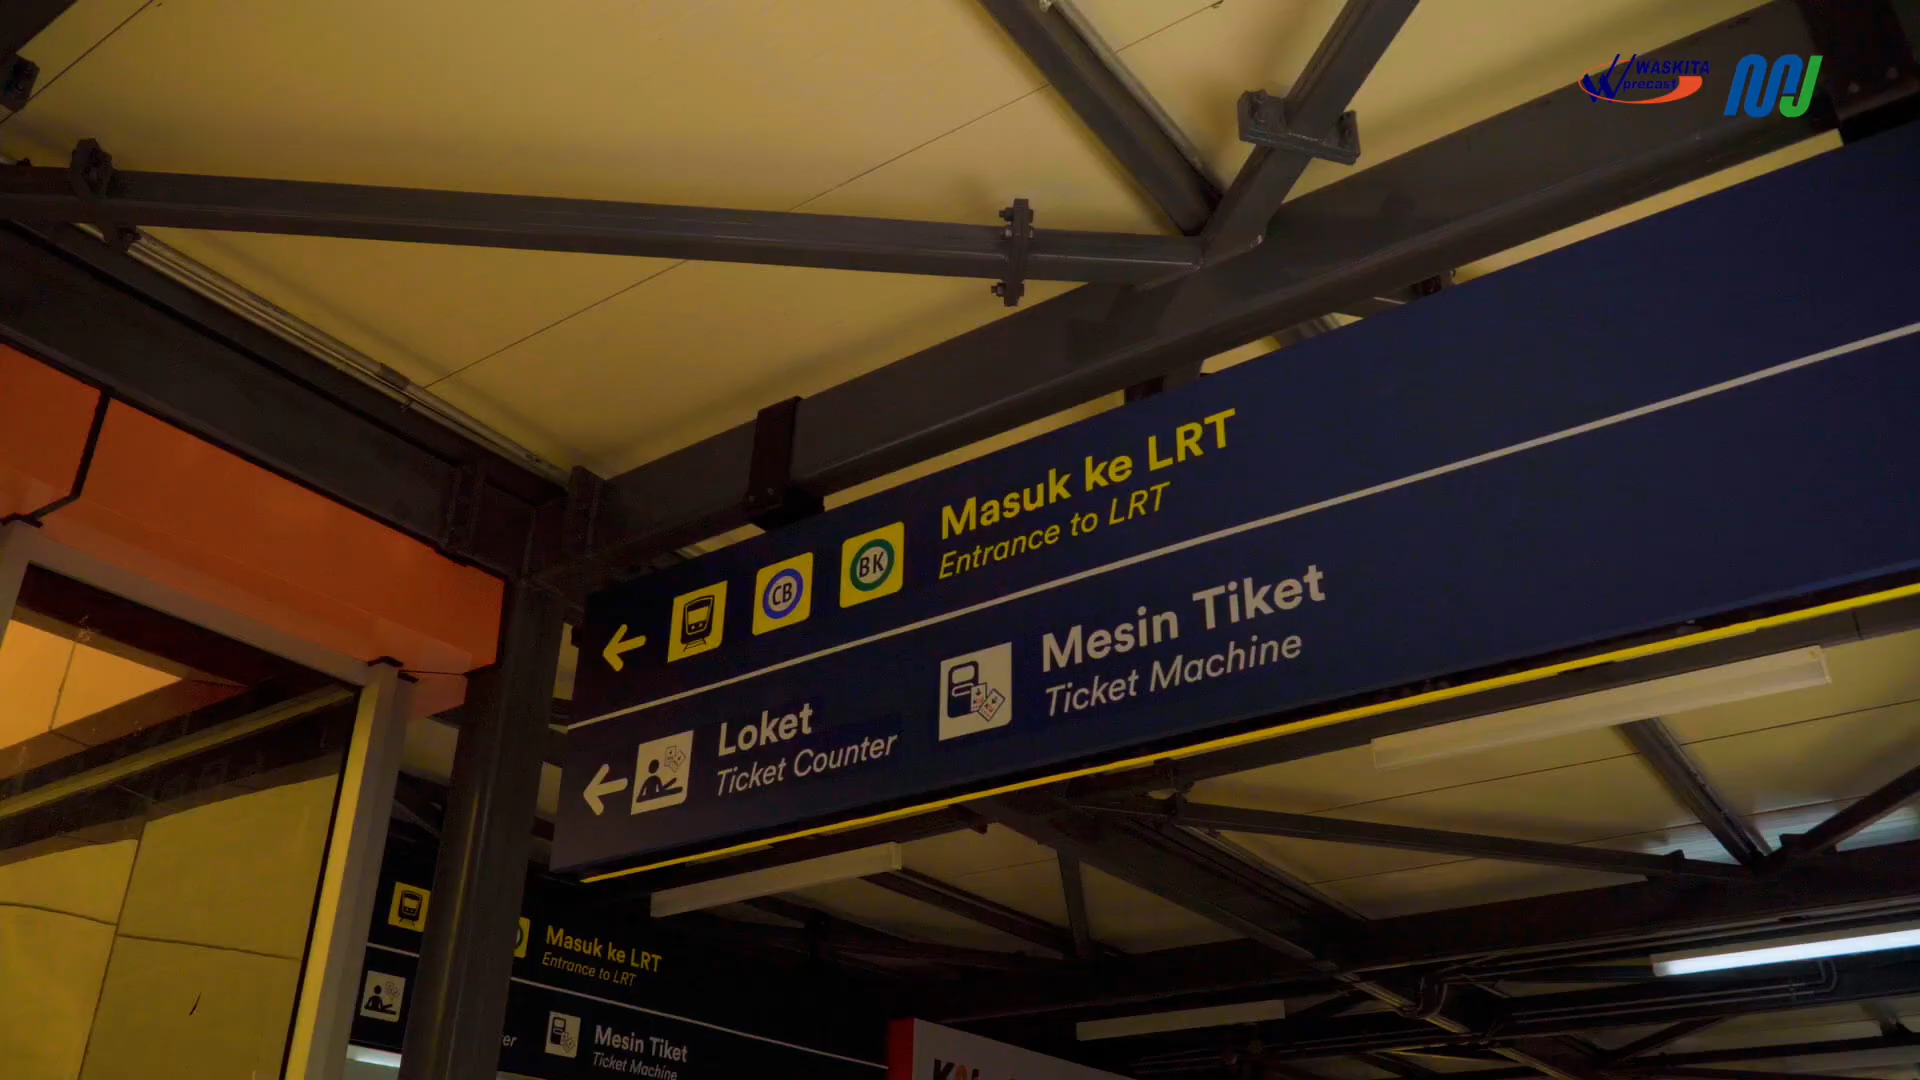 WASKITA
precast
Masuk ke LRT
Entrance to LRT
CB
BK
Mesin Tiket
Ticket Machine
Loket
Ticket Counter
Masuk ke LRT
Entrance to LRT
Mesin Tiket
Ticket Machine